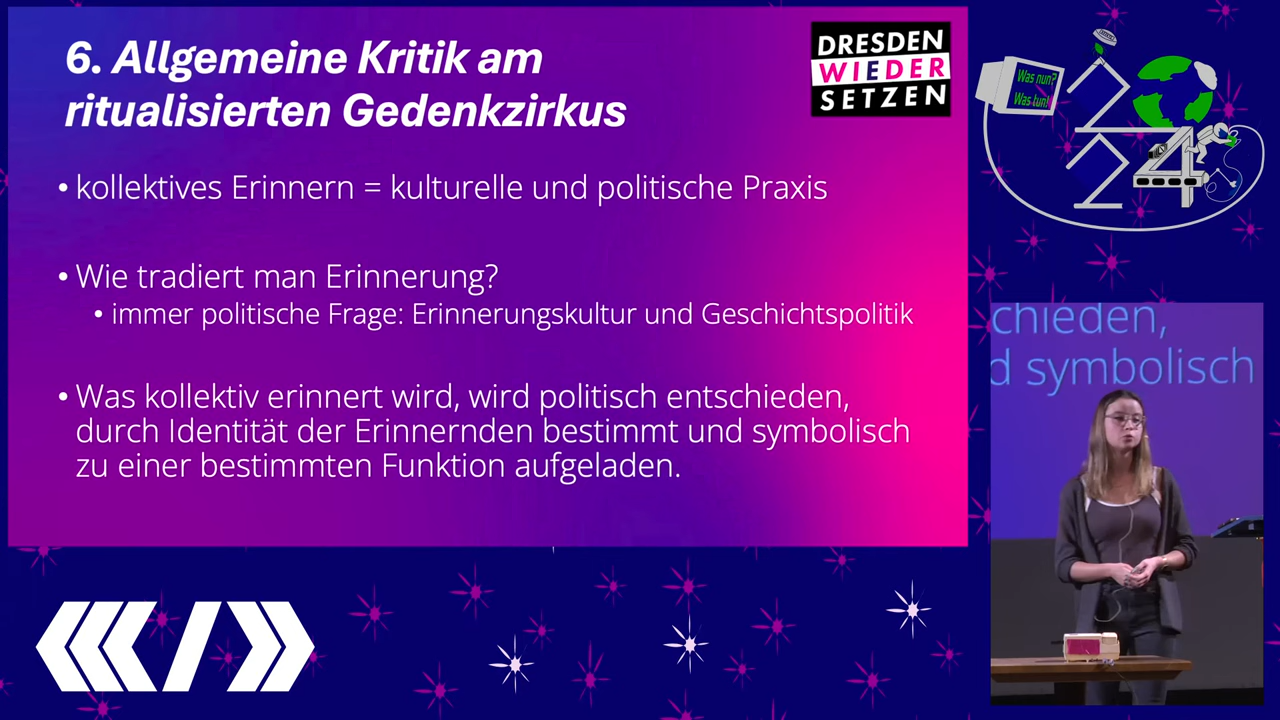 6. Allgemeine Kritik am
ritualisierten Gedenkzirkus
DRESDEN
WIEDER
SETZEN
• kollektives Erinnern = kulturelle und politische Praxis
• Wie tradiert man Erinnerung?
• immer politische Frage: Erinnerungskultur und Geschichtspolitik
• Was kollektiv erinnert wird, wird politisch entschieden,
durch Identität der Erinnernden bestimmt und symbolisch
zu einer bestimmten Funktion aufgeladen.
Was nun?
Was tun!
2024
chieden,
d symbolisch